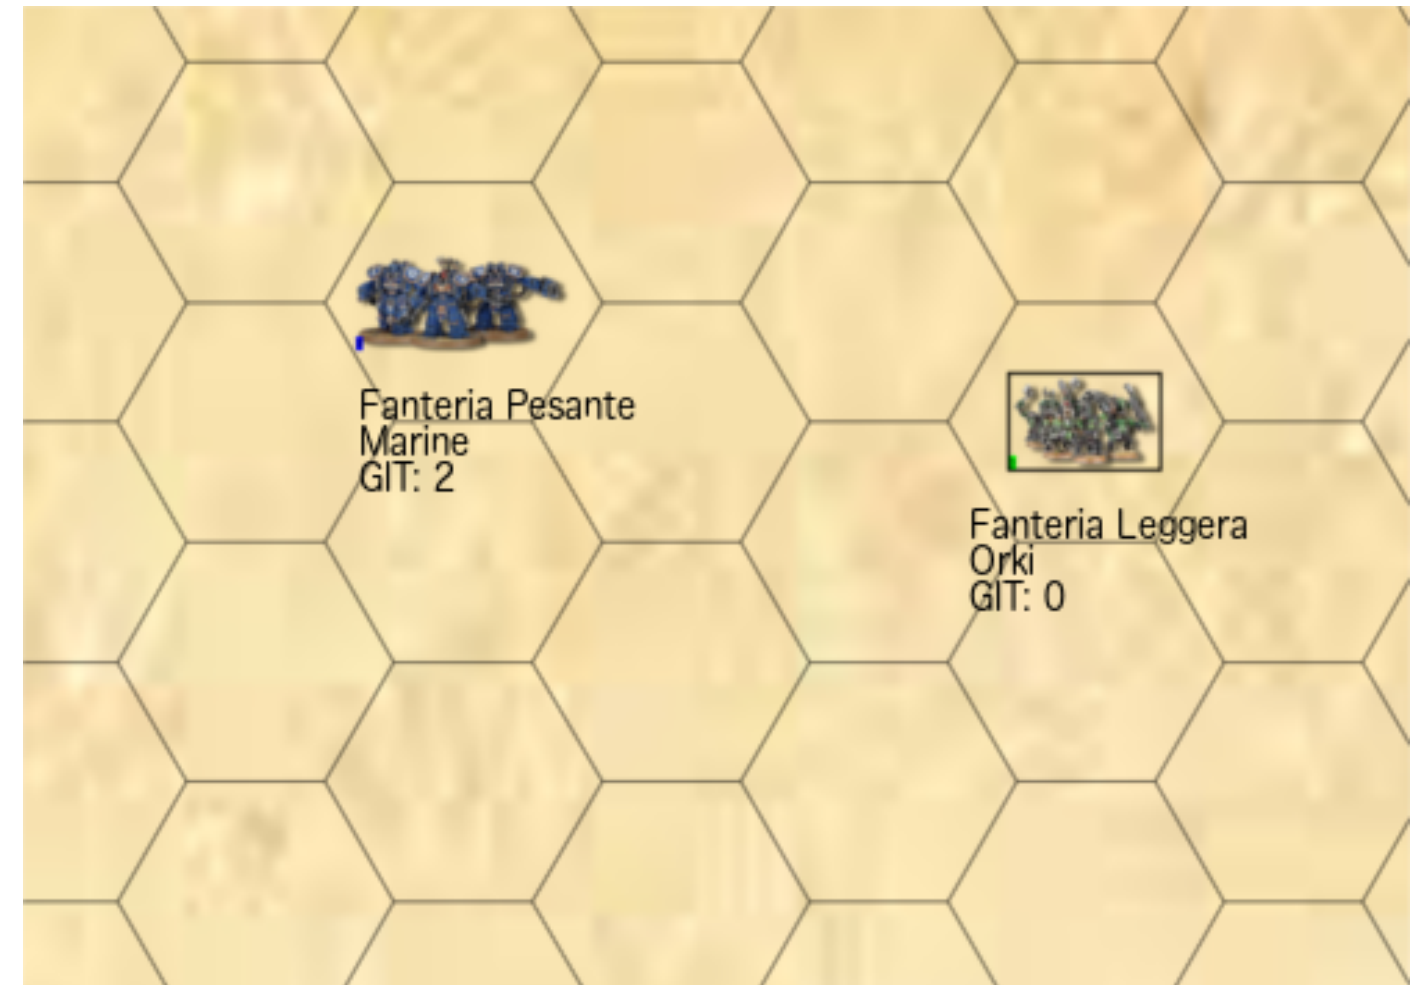 Fanteria Pesante
Marine
GIT: 2
Fanteria Leggera
Orki
GIT: 0